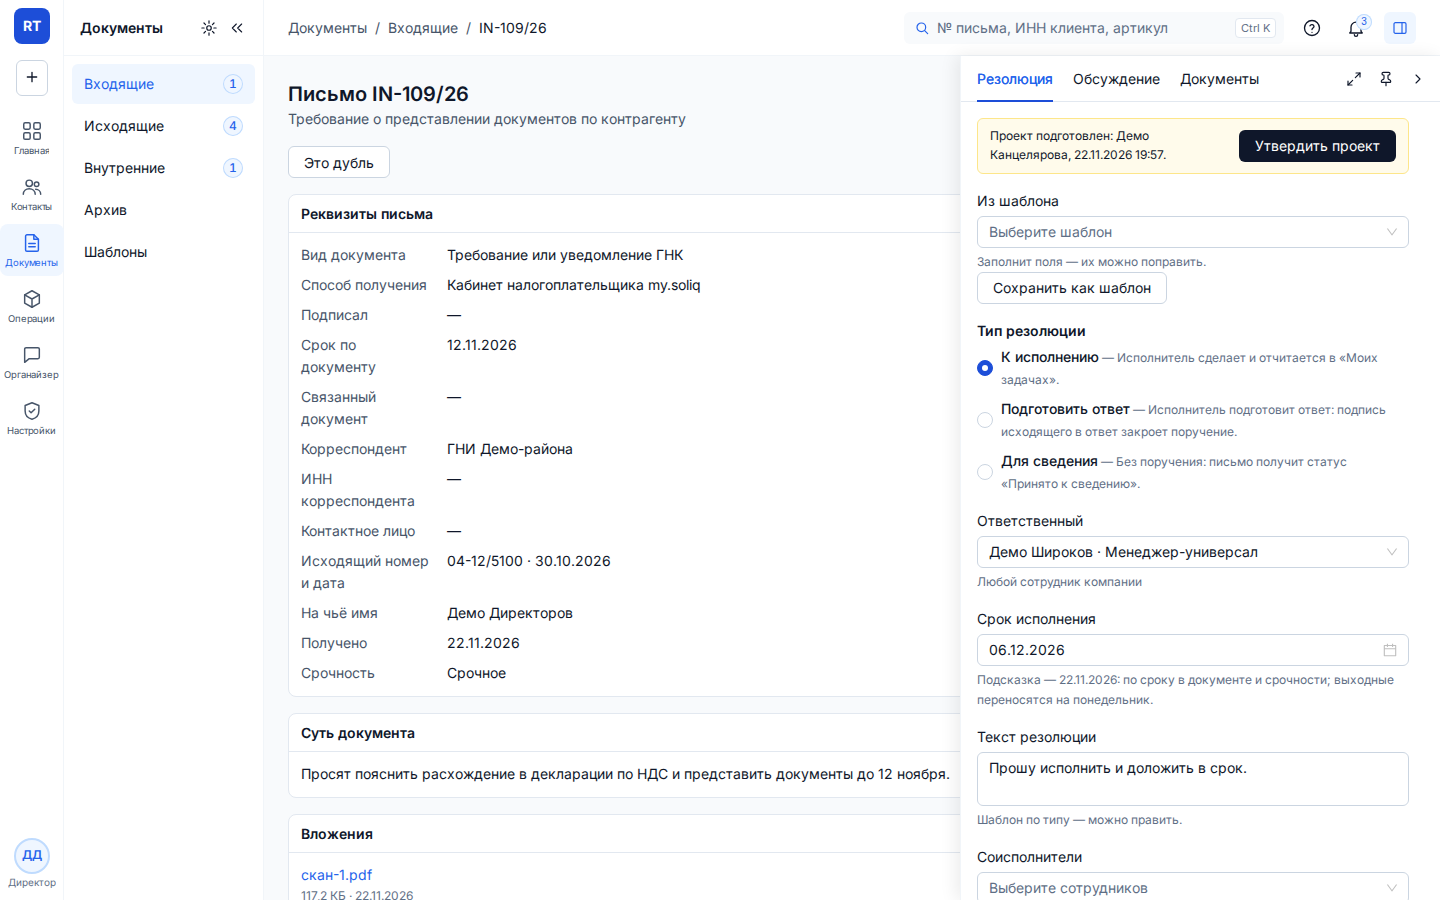 RT
Главная
Контакты
Документы
Операции
Органайзер
Настройки
ДД
Директор
Документы
Входящие 1
Исходящие 4
Внутренние 1
Архив
Шаблоны
Документы / Входящие / IN-109/26
№ письма, ИНН клиента, артикул Ctrl K
3
Письмо IN-109/26
Требование о представлении документов по контрагенту
Это дубль
Реквизиты письма
Вид документа Требование или уведомление ГНК
Способ получения Кабинет налогоплательщика my.soliq
Подписал —
Срок по документу 12.11.2026
Связанный документ —
Корреспондент ГНИ Демо-района
ИНН корреспондента —
Контактное лицо —
Исходящий номер и дата 04-12/5100 · 30.10.2026
На чьё имя Демо Директоров
Получено 22.11.2026
Срочность Срочное
Суть документа
Просят пояснить расхождение в декларации по НДС и представить документы до 12 ноября.
Вложения
скан-1.pdf
117,2 КБ · 22.11.2026
Резолюция Обсуждение Документы
Проект подготовлен: Демо
Канцелярова, 22.11.2026 19:57.
Утвердить проект
Из шаблона
Выберите шаблон
Заполнит поля — их можно поправить.
Сохранить как шаблон
Тип резолюции
К исполнению — Исполнитель сделает и отчитается в «Моих
задачах».
Подготовить ответ — Исполнитель подготовит ответ: подпись
исходящего в ответ закроет поручение.
Для сведения — Без поручения: письмо получит статус
«Принято к сведению».
Ответственный
Демо Широков · Менеджер-универсал
Любой сотрудник компании
Срок исполнения
06.12.2026
Подсказка — 22.11.2026: по сроку в документе и срочности; выходные
переносятся на понедельник.
Текст резолюции
Прошу исполнить и доложить в срок.
Шаблон по типу — можно править.
Соисполнители
Выберите сотрудников